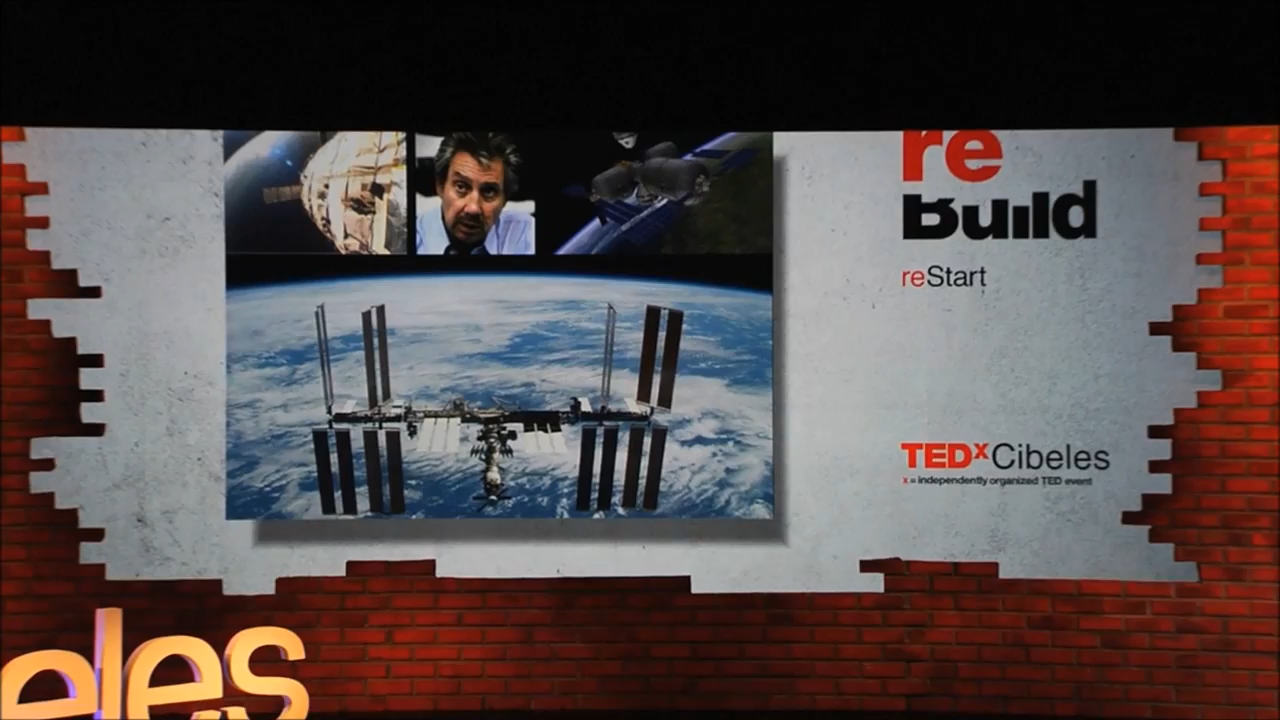 re
Build
reStart
TEDxCibeles
x = independently organized TED event
eles